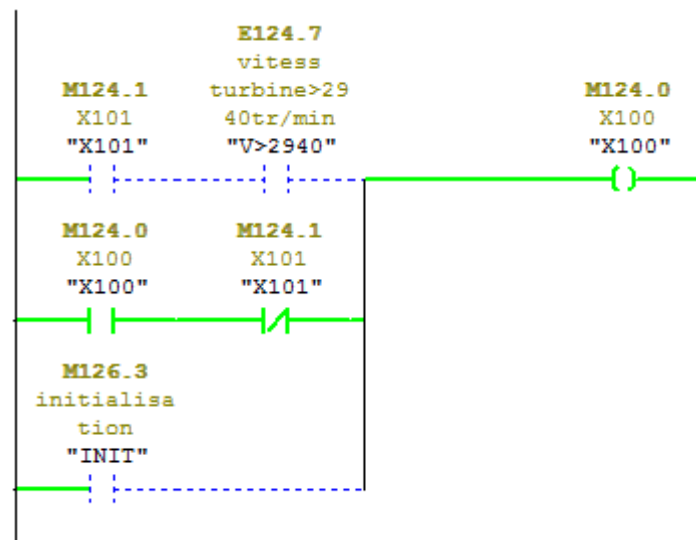 E124.7
vitess
M124.1 turbine>29 M124.0
X101 40tr/min X100
"X101" "V>2940" "X100"
M124.0 M124.1
X100 X101
"X100" "X101"
M126.3
initialisa
tion
"INIT"